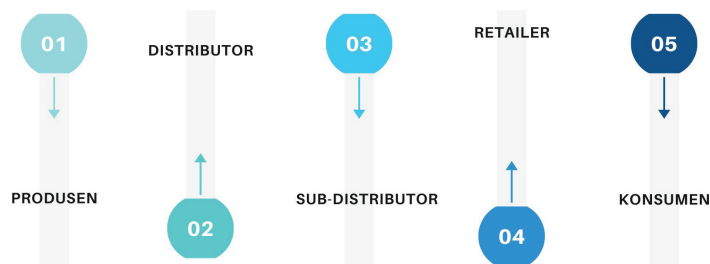 01
PRODUSEN
DISTRIBUTOR
02
03
SUB-DISTRIBUTOR
RETAILER
04
05
KONSUMEN